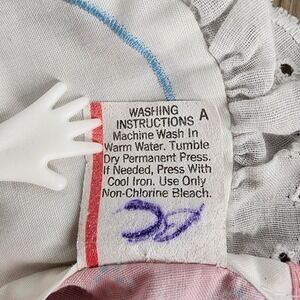 WASHING
INSTRUCTIONS A
Machine Wash In
Warm Water. Tumble
Dry Permanent Press.
If Needed, Press With
Cool Iron. Use Only
Non-Chlorine Bleach.